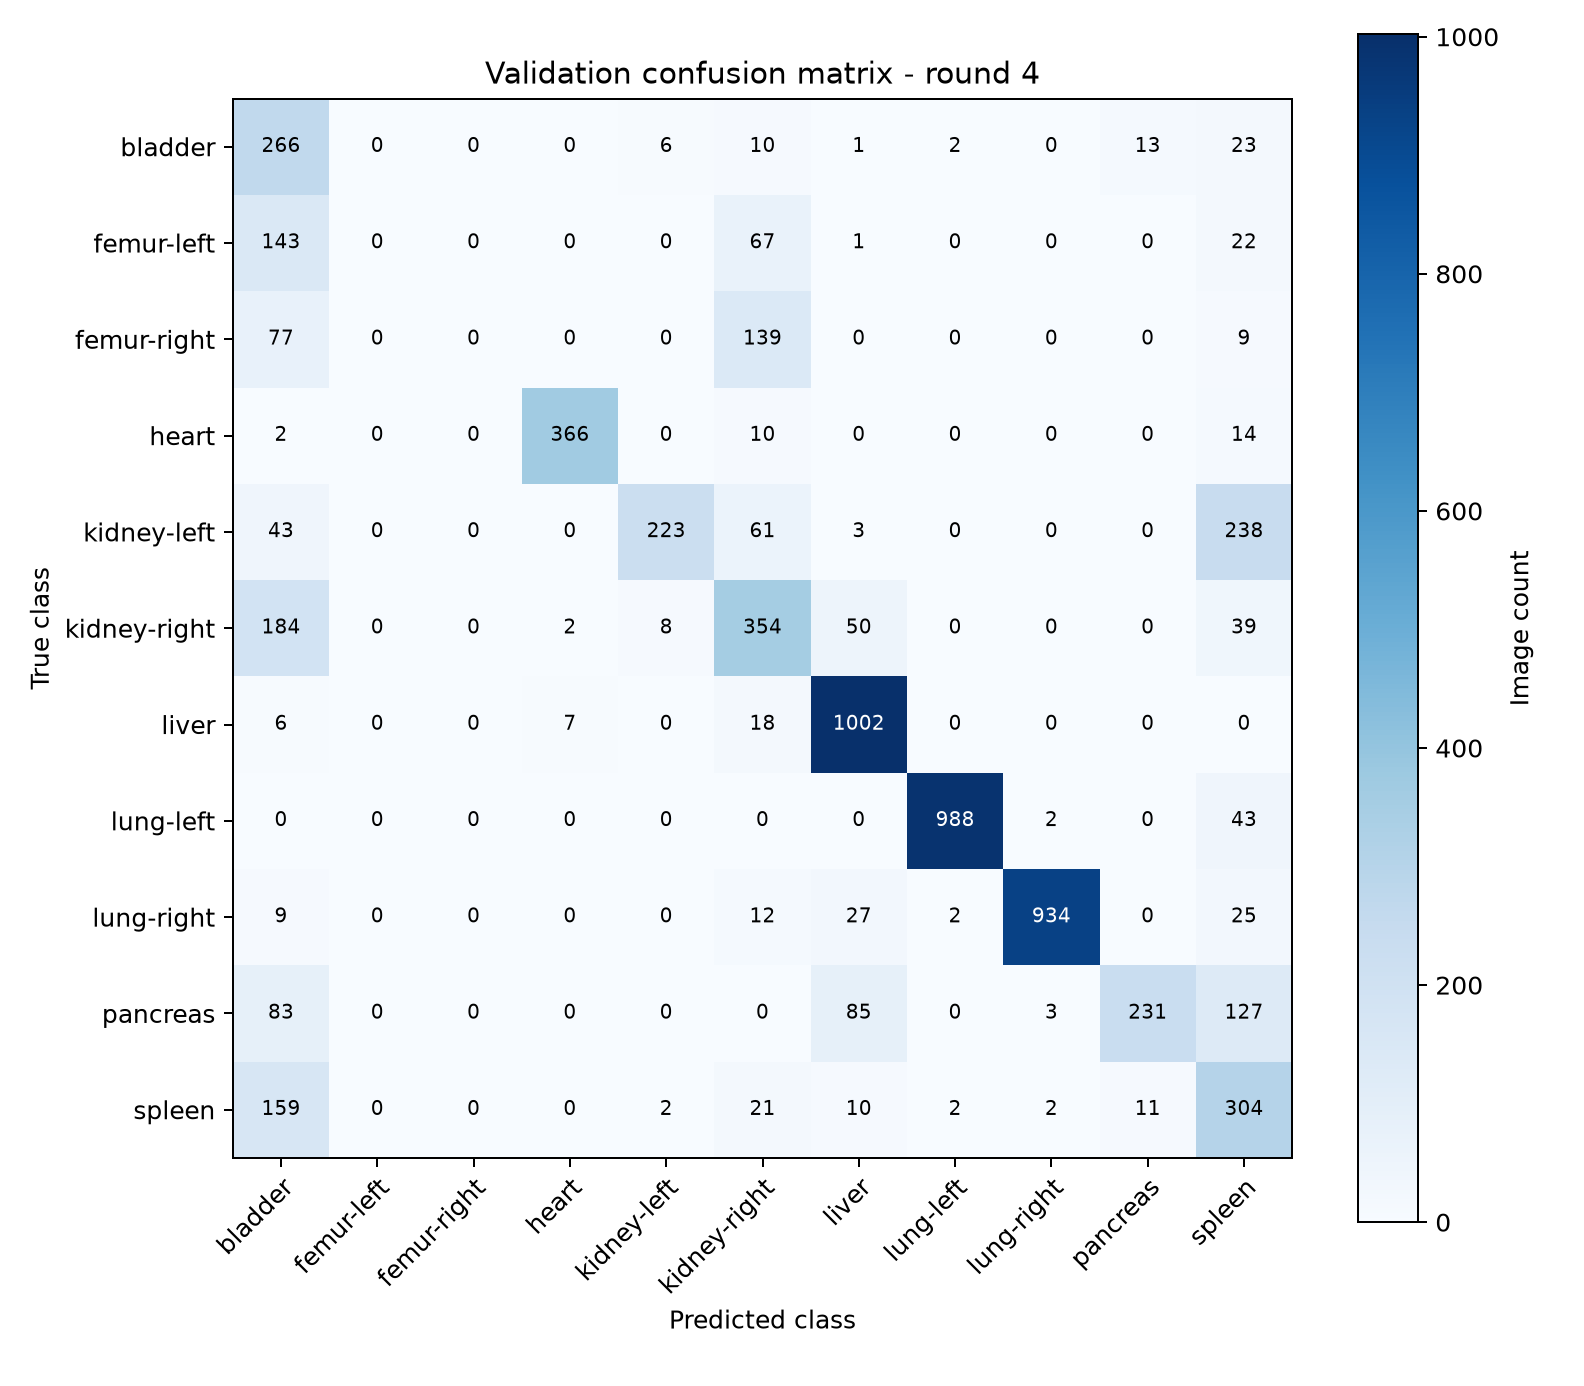 Validation confusion matrix - round 4
True class
bladder 266 0 0 0 6 10 1 2 0 13 23
femur-left 143 0 0 0 0 67 1 0 0 0 22
femur-right 77 0 0 0 0 139 0 0 0 0 9
heart 2 0 0 366 0 10 0 0 0 0 14
kidney-left 43 0 0 0 223 61 3 0 0 0 238
kidney-right 184 0 0 2 8 354 50 0 0 0 39
liver 6 0 0 7 0 18 1002 0 0 0 0
lung-left 0 0 0 0 0 0 0 988 2 0 43
lung-right 9 0 0 0 0 12 27 2 934 0 25
pancreas 83 0 0 0 0 0 85 0 3 231 127
spleen 159 0 0 0 2 21 10 2 2 11 304
bladder femur-left femur-right heart kidney-left kidney-right liver lung-left lung-right pancreas spleen
Predicted class
1000
800
600
400
200
0
Image count